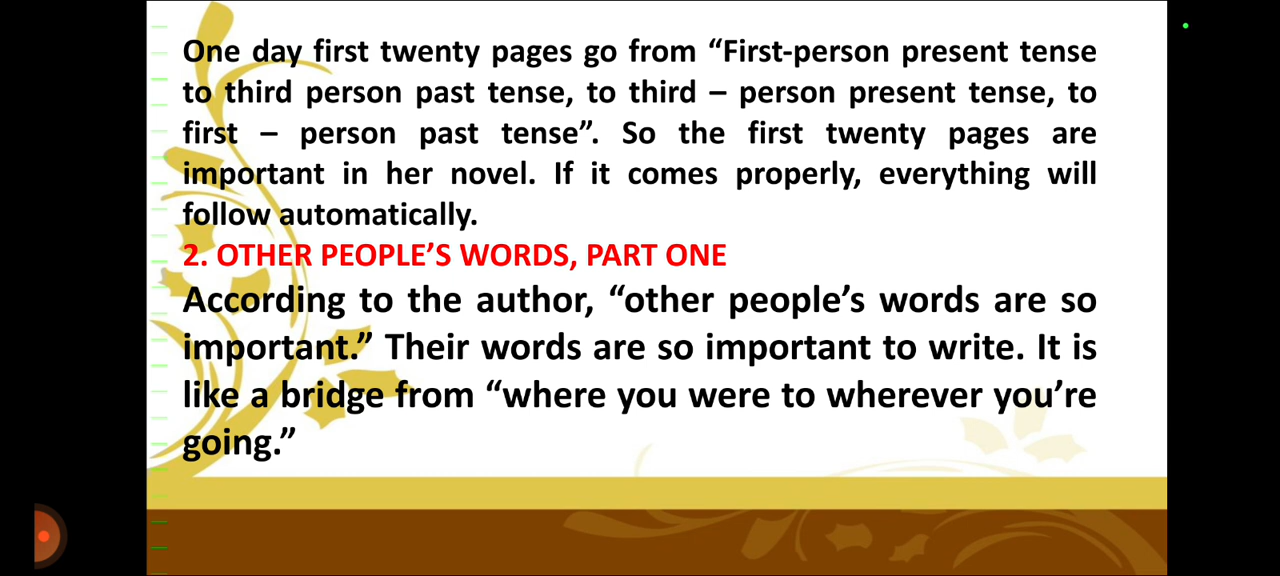 One day first twenty pages go from “First-person present tense
to third person past tense, to third – person present tense, to
first – person past tense”. So the first twenty pages are
important in her novel. If it comes properly, everything will
follow automatically.
2. OTHER PEOPLE’S WORDS, PART ONE
According to the author, “other people’s words are so
important.” Their words are so important to write. It is
like a bridge from “where you were to wherever you’re
going.”